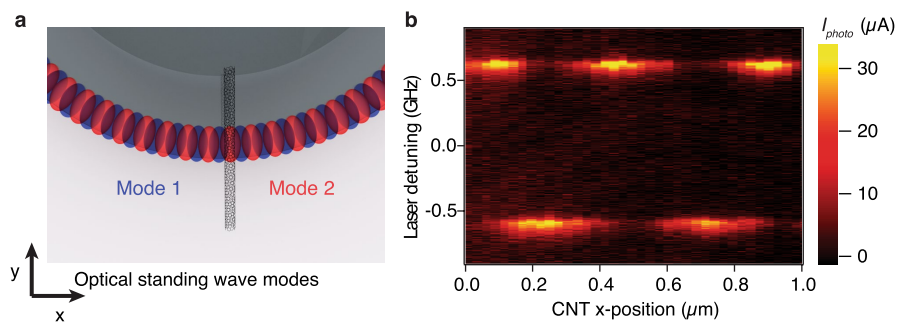 a
Mode 1
Mode 2
y
x
Optical standing wave modes
b
Laser detuning (GHz)
0.5
0.0
-0.5
0.0
0.2
0.4
0.6
0.8
1.0
CNT x-position (µm)
I photo (µA)
30
20
10
0